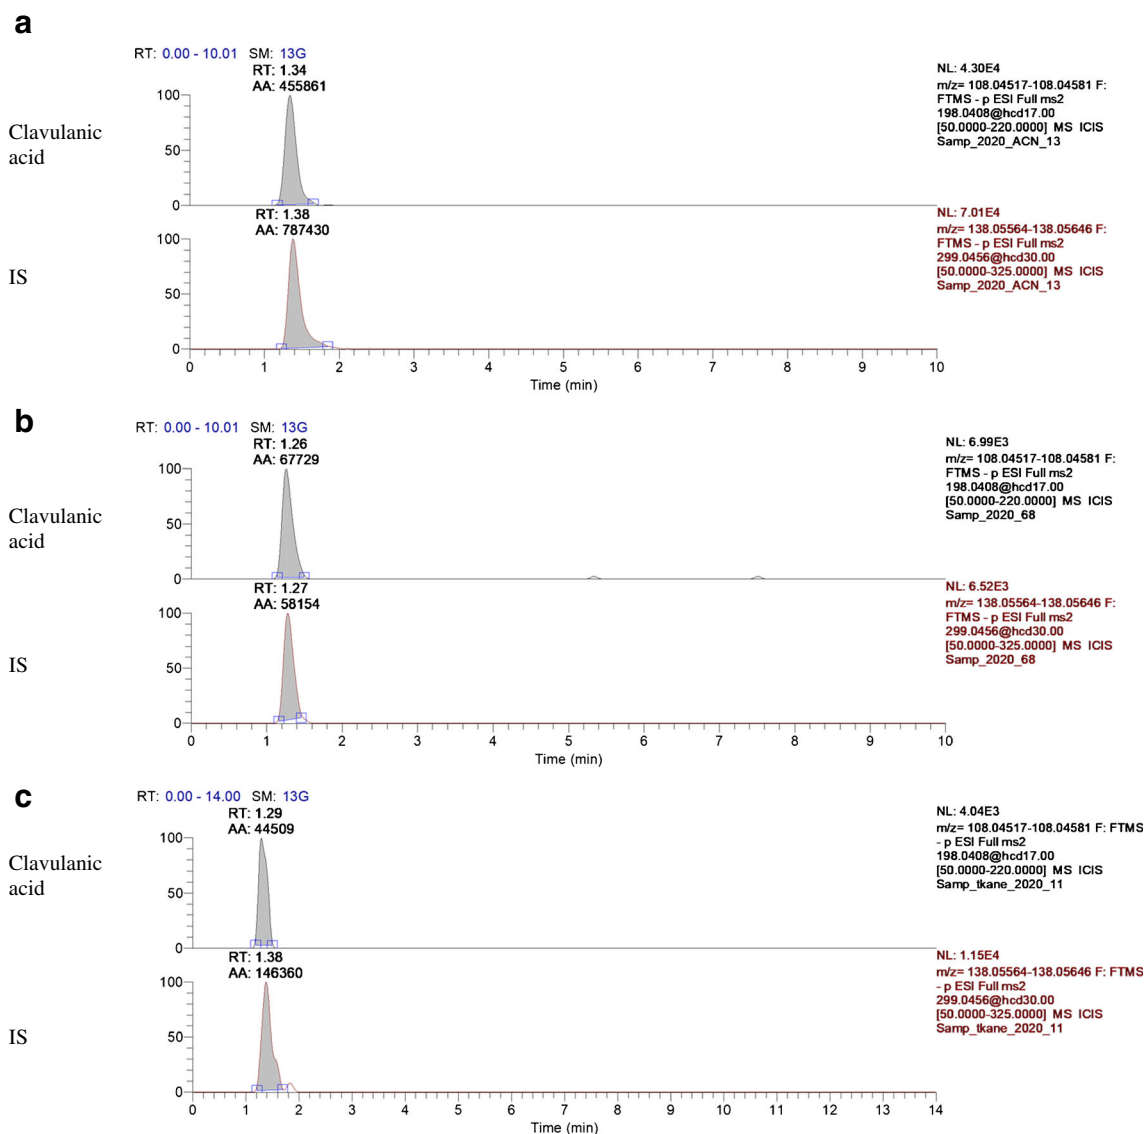 a
RT: 0.00 - 10.01 SM: 13G
RT: 1.34
AA: 455861
100
50
0
Clavulanic
acid
NL: 4.30E4
m/z= 108.04517-108.04581 F:
FTMS - p ESI Full ms2
198.0408@hcd17.00
[50.0000-220.0000] MS ICIS
Samp_2020_ACN_13
RT: 1.38
AA: 787430
100
50
0
IS
NL: 7.01E4
m/z= 138.05564-138.05646 F:
FTMS - p ESI Full ms2
299.0456@hcd30.00
[50.0000-325.0000] MS ICIS
Samp_2020_ACN_13
0 1 2 3 4 5 6 7 8 9 10
Time (min)
b
RT: 0.00 - 10.01 SM: 13G
RT: 1.26
AA: 67729
100
50
0
Clavulanic
acid
NL: 6.99E3
m/z= 108.04517-108.04581 F:
FTMS - p ESI Full ms2
198.0408@hcd17.00
[50.0000-220.0000] MS ICIS
Samp_2020_68
RT: 1.27
AA: 58154
100
50
0
IS
NL: 6.52E3
m/z= 138.05564-138.05646 F:
FTMS - p ESI Full ms2
299.0456@hcd30.00
[50.0000-325.0000] MS ICIS
Samp_2020_68
0 1 2 3 4 5 6 7 8 9 10
Time (min)
c
RT: 0.00 - 14.00 SM: 13G
RT: 1.29
AA: 44509
100
50
0
Clavulanic
acid
NL: 4.04E3
m/z= 108.04517-108.04581 F: FTMS
- p ESI Full ms2
198.0408@hcd17.00
[50.0000-220.0000] MS ICIS
Samp_tkane_2020_11
RT: 1.38
AA: 146360
100
50
0
IS
NL: 1.15E4
m/z= 138.05564-138.05646 F: FTMS
- p ESI Full ms2
299.0456@hcd30.00
[50.0000-325.0000] MS ICIS
Samp_tkane_2020_11
0 1 2 3 4 5 6 7 8 9 10 11 12 13 14
Time (min)